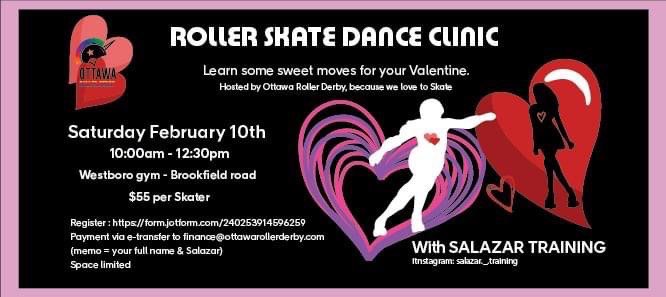 OTTAWA
ROLLER SKATE DANCE CLINIC
Learn some sweet moves for your Valentine.
Hosted by Ottawa Roller Derby, because we love to Skate
Saturday February 10th
10:00am - 12:30pm
Westboro gym - Brookfield road
$55 per Skater
Register : https://form.jotform.com/240253914596259
Payment via e-transfer to finance@ottawarollerderby.com
(memo = your full name & Salazar)
Space limited
With SALAZAR TRAINING
Itnstagram: salazar._.training